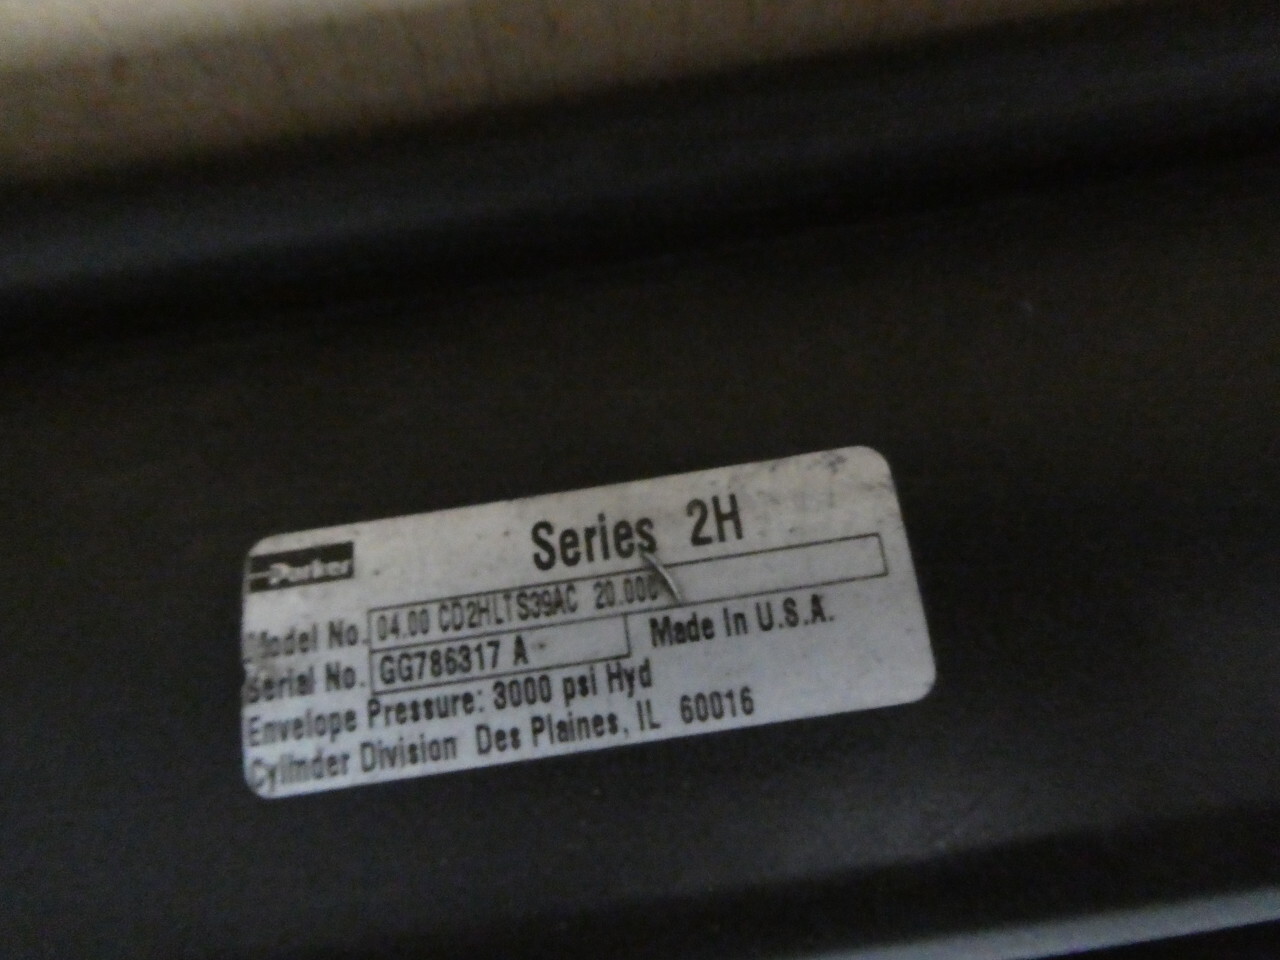 Parker
Series 2H
Model No. 04.00 CD2HLTS39AC 20.000
Serial No. GG786317 A
Made In U.S.A.
Envelope Pressure: 3000 psi Hyd
Cylinder Division Des Plaines, IL 60016